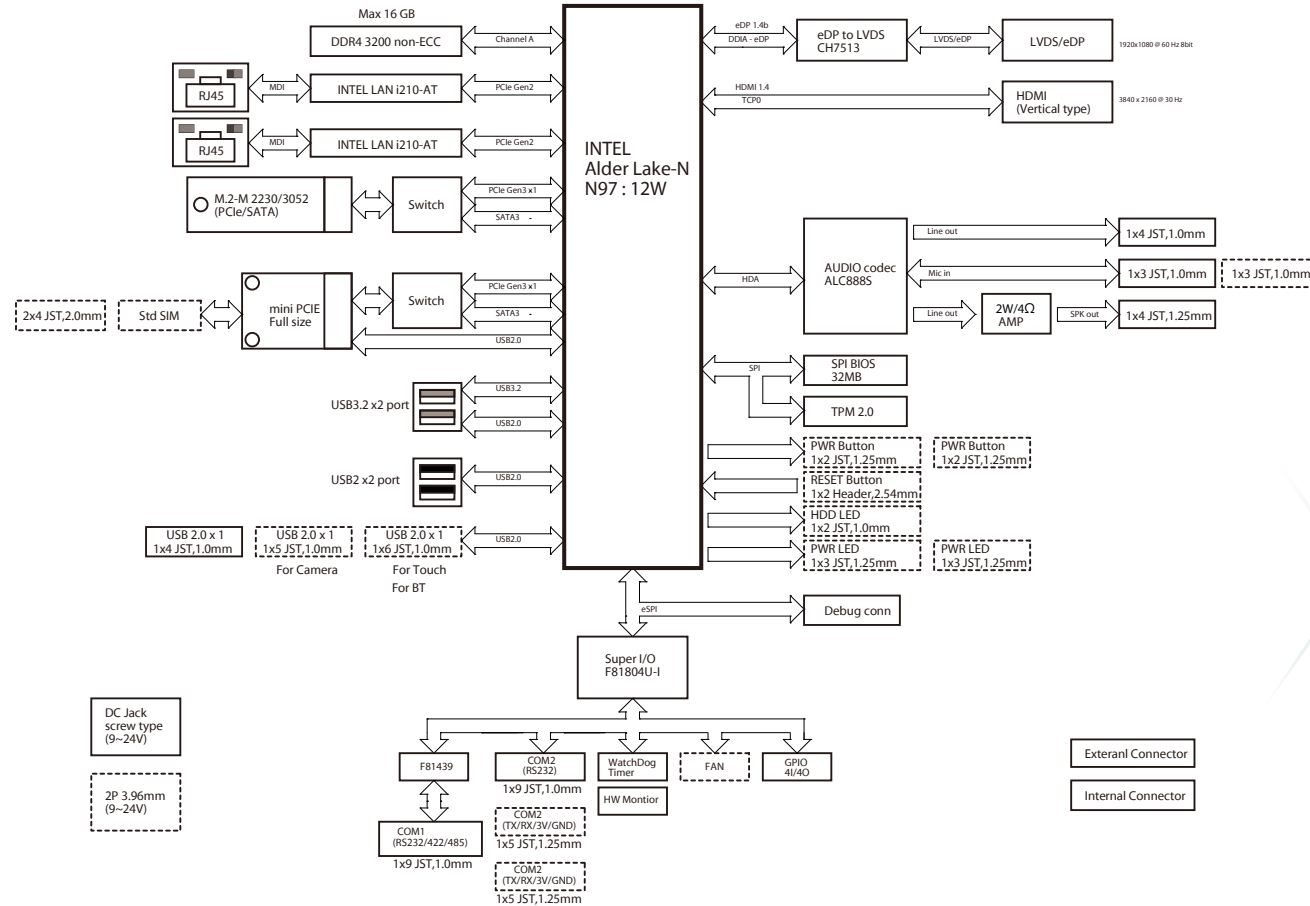 Max 16 GB
DDR4 3200 non-ECC
Channel A
RJ45
MDI
INTEL LAN i210-AT
PCIe Gen2
RJ45
MDI
INTEL LAN i210-AT
PCIe Gen2
M.2-M 2230/3052
(PCIe/SATA)
Switch
PCIe Gen3 x1
SATA3 -
2x4 JST,2.0mm
Std SIM
mini PCIE
Full size
Switch
PCIe Gen3 x1
SATA3 -
USB2.0
USB3.2 x2 port
USB3.2
USB2.0
USB2 x2 port
USB2.0
USB 2.0 x 1
1x4 JST,1.0mm
USB 2.0 x 1
1x5 JST,1.0mm
For Camera
USB 2.0 x 1
1x6 JST,1.0mm
For Touch
For BT
USB2.0
INTEL
Alder Lake-N
N97 : 12W
eDP 1.4b
DDIA - eDP
eDP to LVDS
CH7513
LVDS/eDP
LVDS/eDP
1920x1080 @ 60 Hz 8bit
HDMI 1.4
TCP0
HDMI
(Vertical type)
3840 x 2160 @ 30 Hz
HDA
AUDIO codec
ALC888S
Line out
1x4 JST,1.0mm
Mic in
1x3 JST,1.0mm
1x3 JST,1.0mm
Line out
2W/4Ω
AMP
SPK out
1x4 JST,1.25mm
SPI
SPI BIOS
32MB
TPM 2.0
PWR Button
1x2 JST,1.25mm
PWR Button
1x2 JST,1.25mm
RESET Button
1x2 Header,2.54mm
HDD LED
1x2 JST,1.0mm
PWR LED
1x3 JST,1.25mm
PWR LED
1x3 JST,1.25mm
eSPI
Debug conn
Super I/O
F81804U-I
F81439
COM1
(RS232/422/485)
1x9 JST,1.0mm
COM2
(RS232)
1x9 JST,1.0mm
COM2
(TX/RX/3V/GND)
1x5 JST,1.25mm
COM2
(TX/RX/3V/GND)
1x5 JST,1.25mm
WatchDog
Timer
HW Montior
FAN
GPIO
4I/4O
DC Jack
screw type
(9~24V)
2P 3.96mm
(9~24V)
Exteranl Connector
Internal Connector